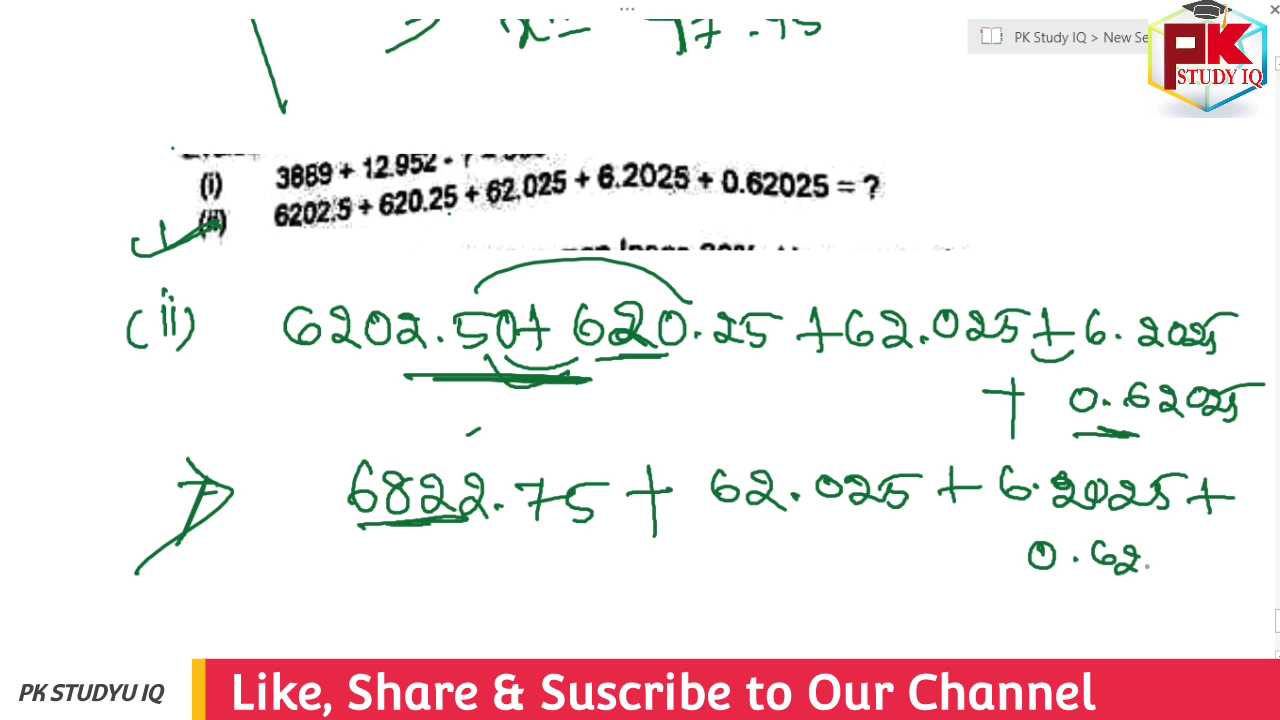 x = 47.95
PK Study IQ > New Se
PK
STUDY IQ
(i) 3889 + 12.952 - ? =
(ii) 6202.5 + 620.25 + 62.025 + 6.2025 + 0.62025 = ?
(ii) 6202.50 + 620.25 + 62.025 + 6.2025
+ 0.62025
⇒ 6822.75 + 62.025 + 6.2025 +
0.62
PK STUDYU IQ
Like, Share & Suscribe to Our Channel